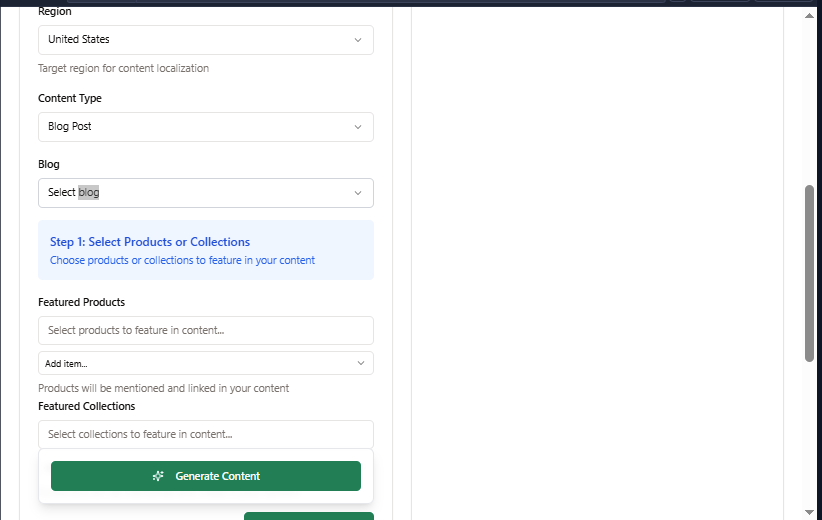 Region
United States
Target region for content localization
Content Type
Blog Post
Blog
Select blog
Step 1: Select Products or Collections
Choose products or collections to feature in your content
Featured Products
Select products to feature in content...
Add item...
Products will be mentioned and linked in your content
Featured Collections
Select collections to feature in content...
Generate Content